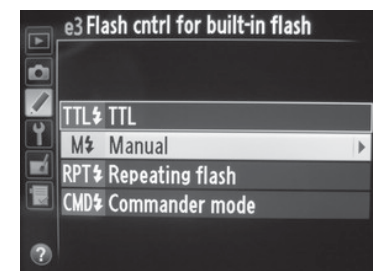 e3 Flash cntrl for built-in flash
TTL⚡ TTL
M⚡ Manual
RPT⚡ Repeating flash
CMD⚡ Commander mode
?